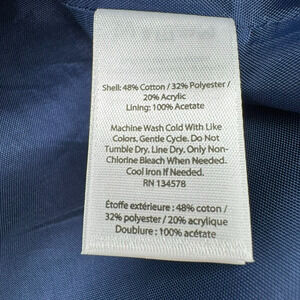 Shell: 48% Cotton / 32% Polyester /
20% Acrylic
Lining: 100% Acetate
Machine Wash Cold With Like
Colors. Gentle Cycle. Do Not
Tumble Dry. Line Dry. Only Non-
Chlorine Bleach When Needed.
Cool Iron If Needed.
RN 134578
Étoffe extérieure : 48% coton /
32% polyester / 20% acrylique
Doublure : 100% acétate